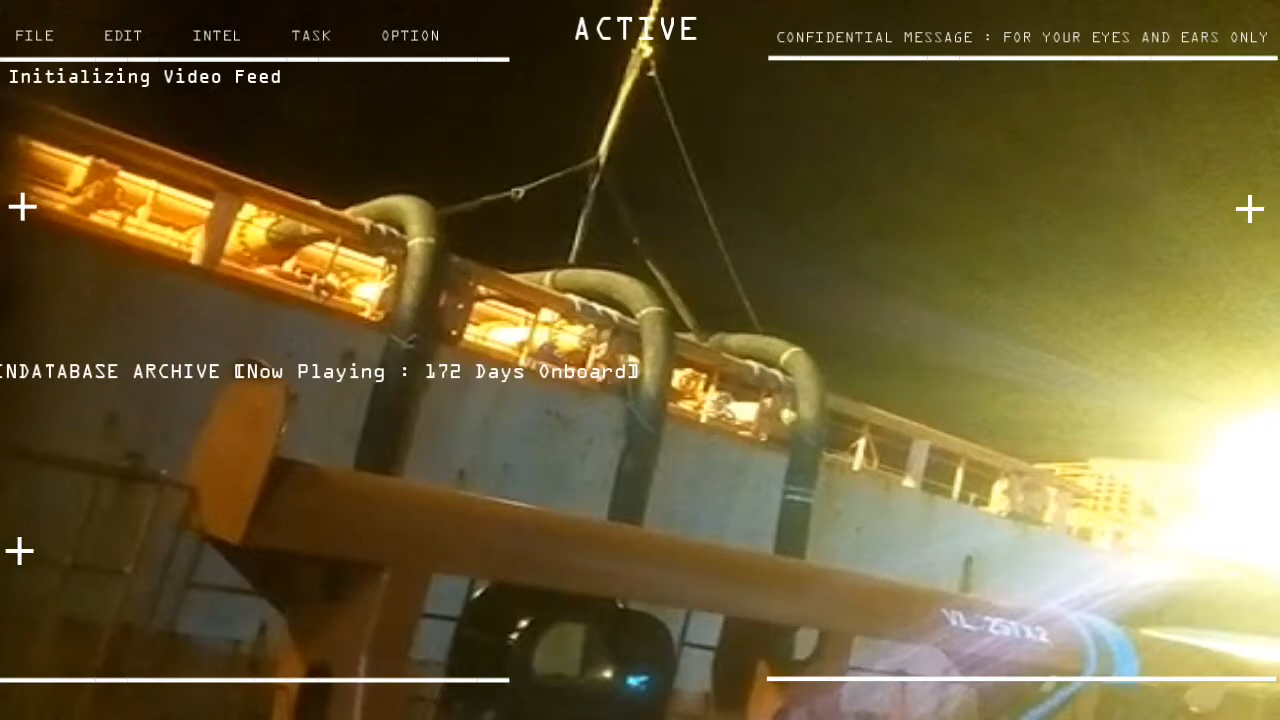 FILE EDIT INTEL TASK OPTION
ACTIVE
CONFIDENTIAL MESSAGE : FOR YOUR EYES AND EARS ONLY
Initializing Video Feed
NDATABASE ARCHIVE [Now Playing : 172 Days Onboard]